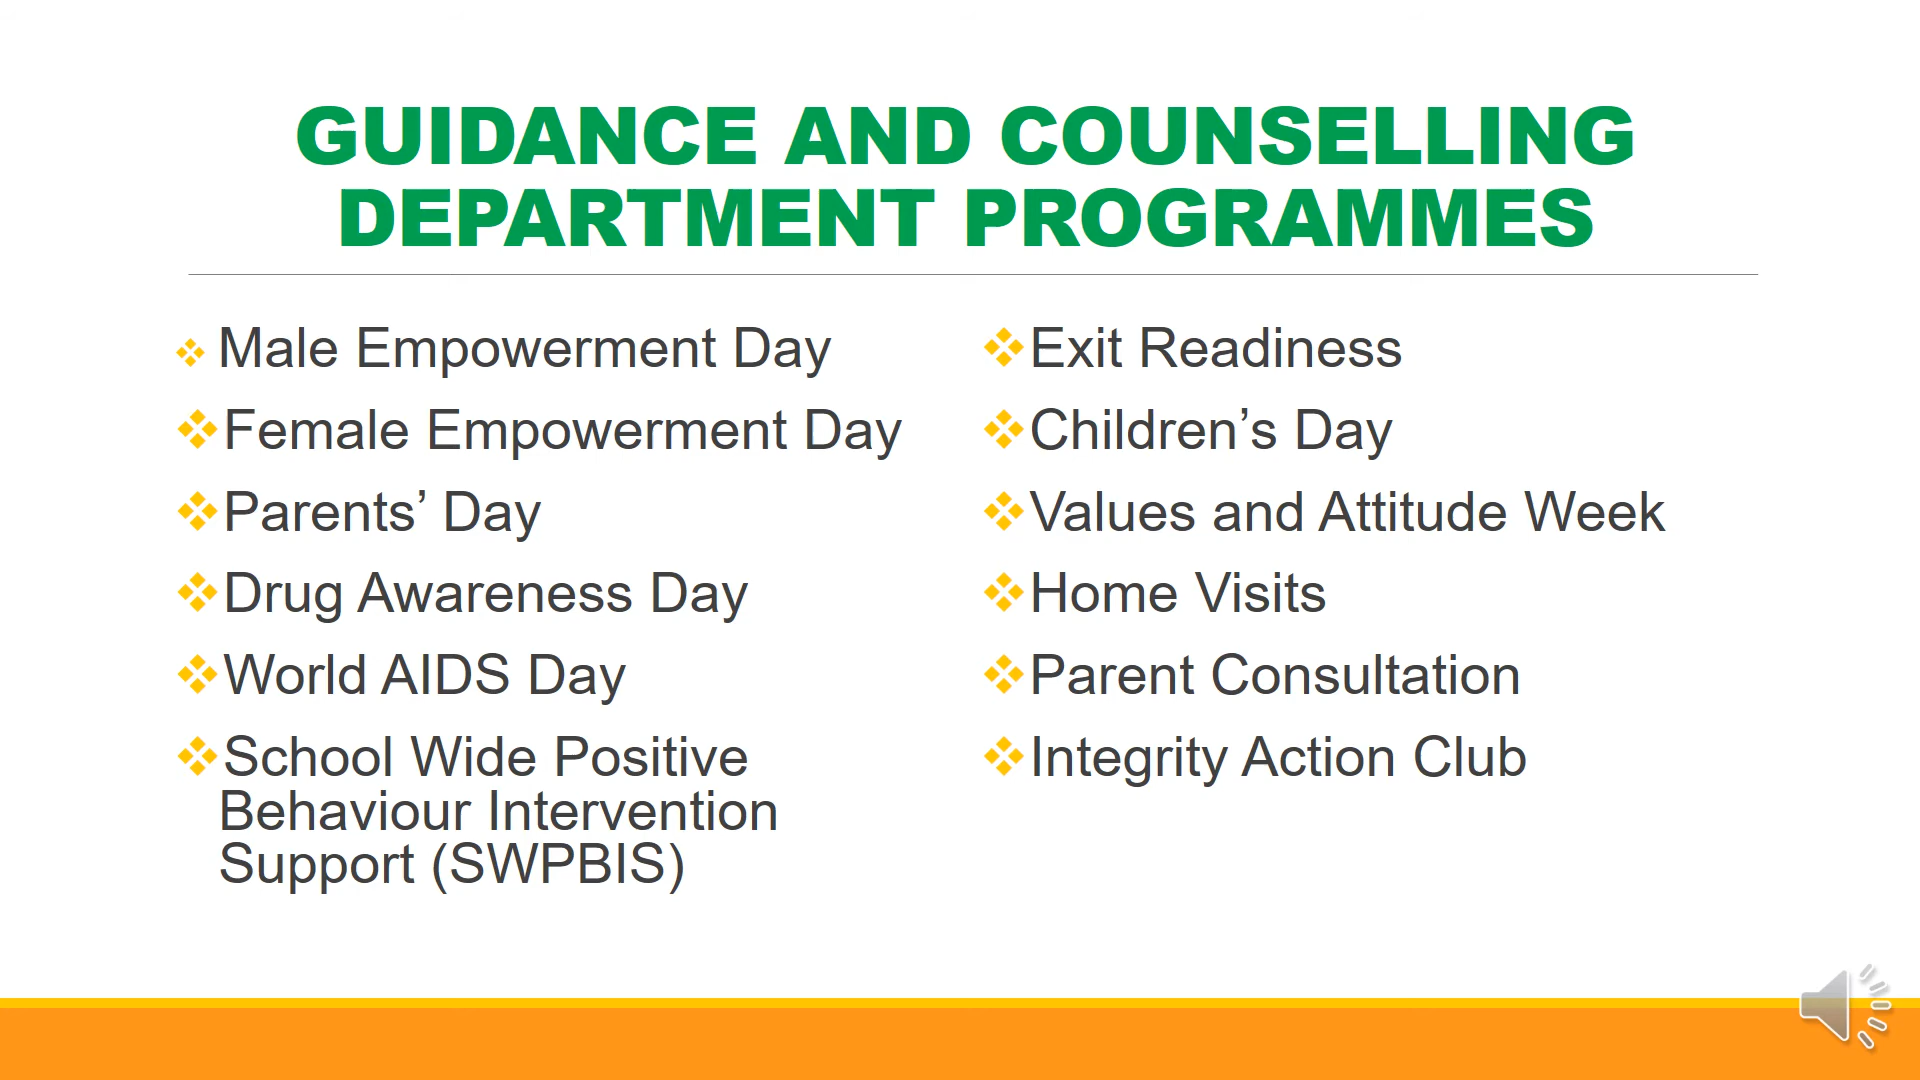 GUIDANCE AND COUNSELLING
DEPARTMENT PROGRAMMES
Male Empowerment Day
Female Empowerment Day
Parents’ Day
Drug Awareness Day
World AIDS Day
School Wide Positive
Behaviour Intervention
Support (SWPBIS)
Exit Readiness
Children’s Day
Values and Attitude Week
Home Visits
Parent Consultation
Integrity Action Club